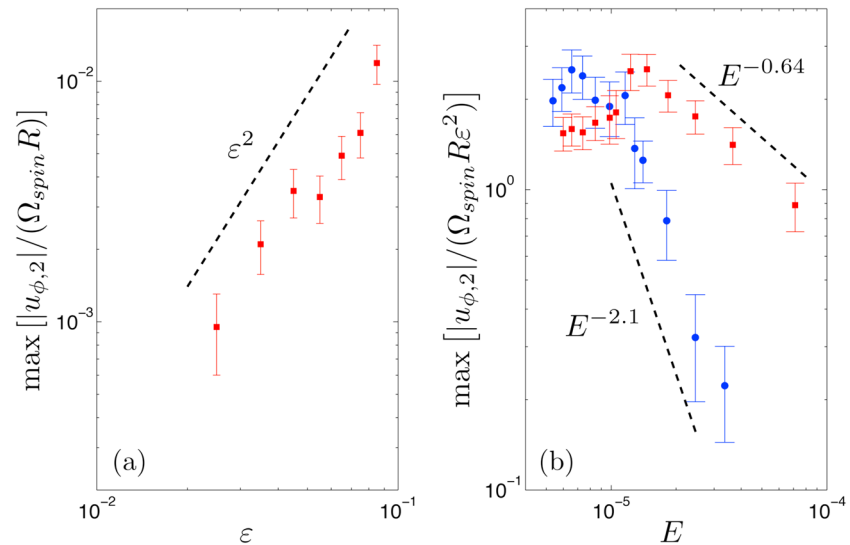 max [|u_{ϕ,2}|/(Ω_{spin}R)]
10^{−2}
10^{−3}
ε^2
(a)
10^{−2}
10^{−1}
ε
max [|u_{ϕ,2}|/(Ω_{spin}Rε^2)]
10^0
10^{−1}
E^{−0.64}
E^{−2.1}
(b)
10^{−5}
10^{−4}
E